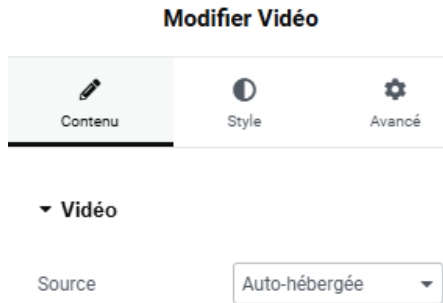 Modifier Vidéo
Contenu Style Avancé
Vidéo
Source Auto-hébergée